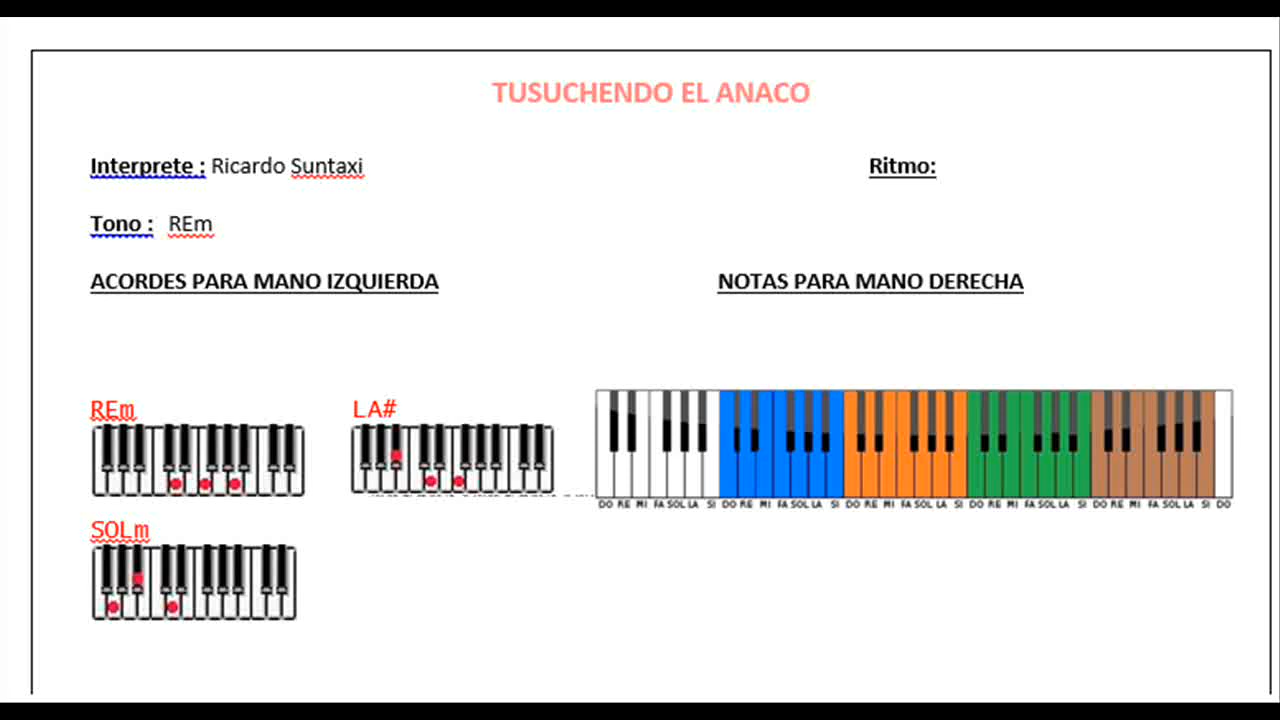 TUSUCHENDO EL ANACO
Interprete : Ricardo Suntaxi Ritmo:
Tono : REm
ACORDES PARA MANO IZQUIERDA NOTAS PARA MANO DERECHA
REm LA#
DO RE MI FA SOL LA SI DO RE MI FA SOL LA SI DO RE MI FA SOL LA SI DO RE MI FA SOL LA SI DO RE MI FA SOL LA SI DO
SOLm